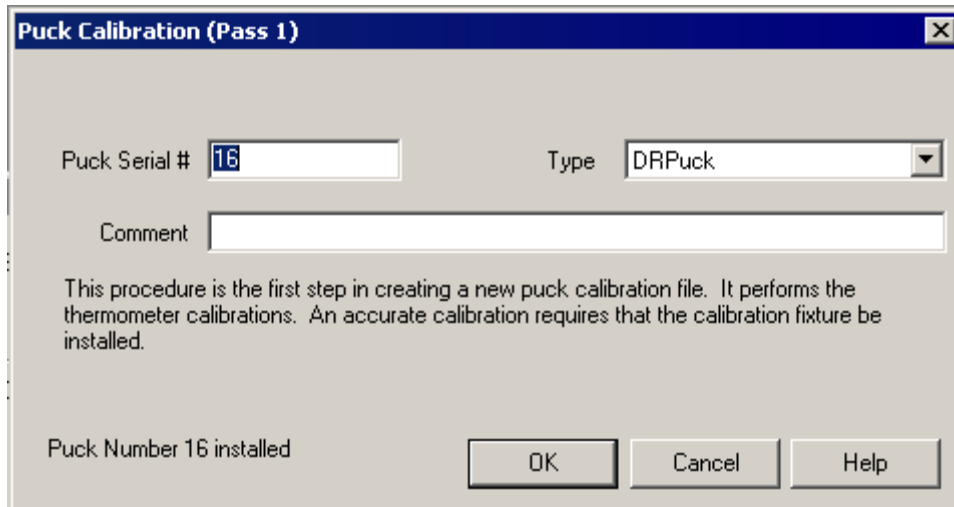 Puck Calibration (Pass 1)
Puck Serial # 16 Type DRPuck
Comment
This procedure is the first step in creating a new puck calibration file. It performs the
thermometer calibrations. An accurate calibration requires that the calibration fixture be
installed.
Puck Number 16 installed OK Cancel Help